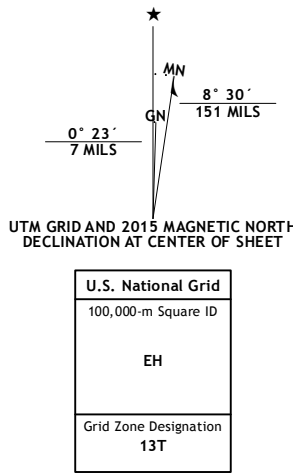 ★
MN
8° 30´
151 MILS
GN
0° 23´
7 MILS
UTM GRID AND 2015 MAGNETIC NORTH
DECLINATION AT CENTER OF SHEET
U.S. National Grid
100,000-m Square ID
EH
Grid Zone Designation
13T